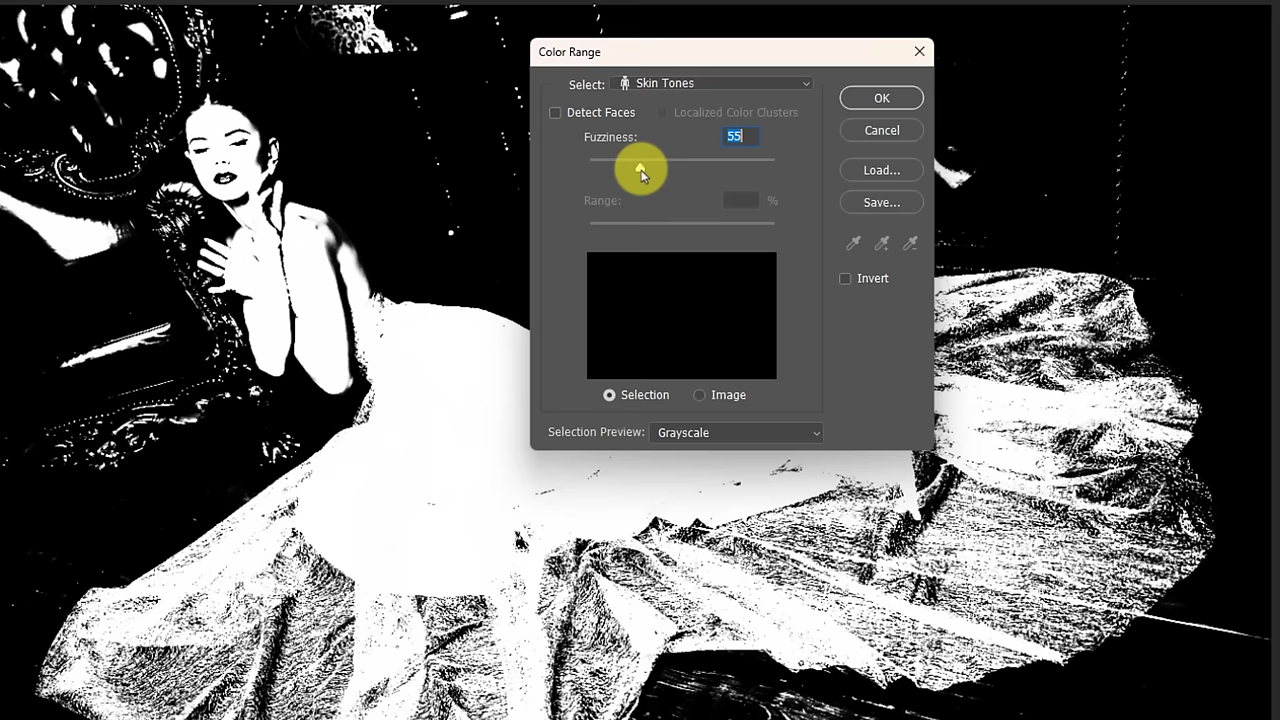 Color Range
Select: Skin Tones
OK
Detect Faces Localized Color Clusters
Fuzziness: 55
Cancel
Load...
Range: %
Save...
Invert
Selection Image
Selection Preview: Grayscale